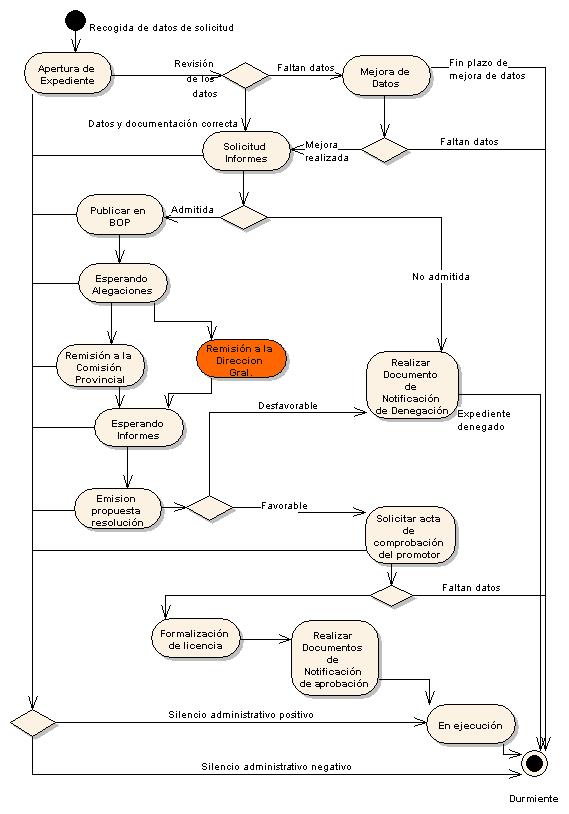 Recogida de datos de solicitud
Apertura de
Expediente
Revisión
de los
datos
Faltan datos
Mejora de
Datos
Fin plazo de
mejora de datos
Datos y documentación correcta
Solicitud
Informes
Mejora
realizada
Faltan datos
Publicar en
BOP
Admitida
No admitida
Esperando
Alegaciones
Remisión a la
Comisión
Provincial
Remisión a la
Direccion
Gral.
Realizar
Documento
de
Notificación
de Denegación
Esperando
Informes
Desfavorable
Expediente
denegado
Emision
propuesta
resolución
Favorable
Solicitar acta
de
comprobación
del promotor
Faltan datos
Formalización
de licencia
Realizar
Documentos
de
Notificación
de aprobación
Silencio administrativo positivo
En ejecución
Silencio administrativo negativo
Durmiente